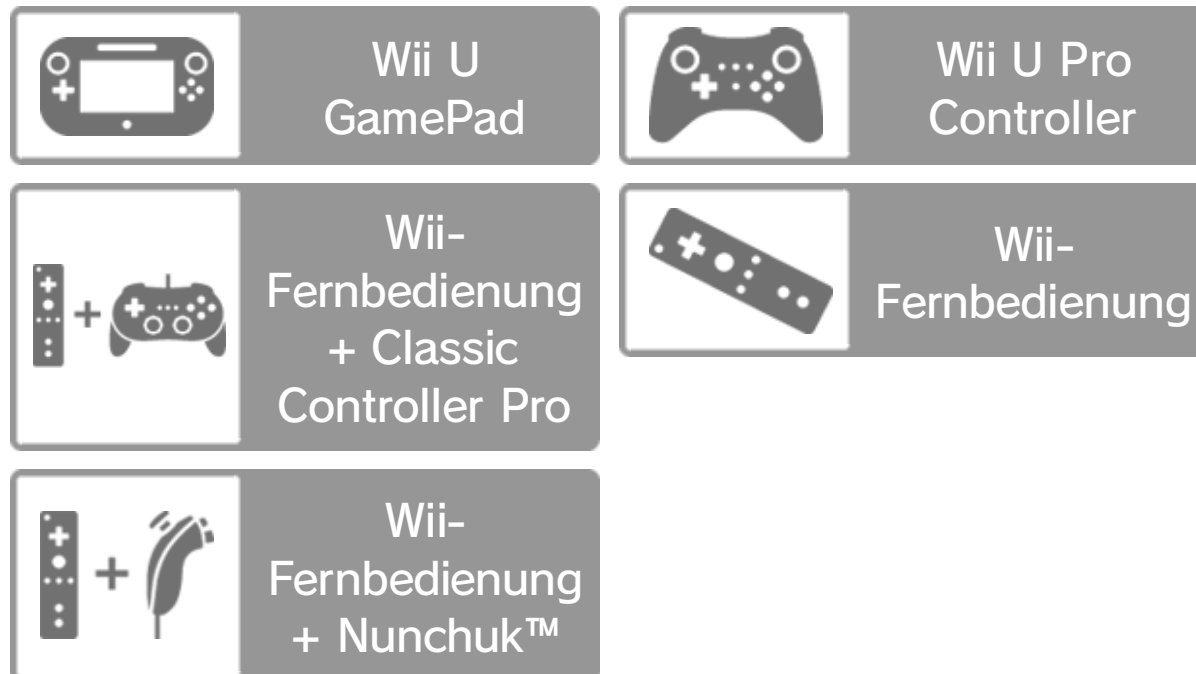 Wii U
GamePad
Wii U Pro
Controller
Wii-
Fernbedienung
+ Classic
Controller Pro
Wii-
Fernbedienung
Wii-
Fernbedienung
+ Nunchuk™